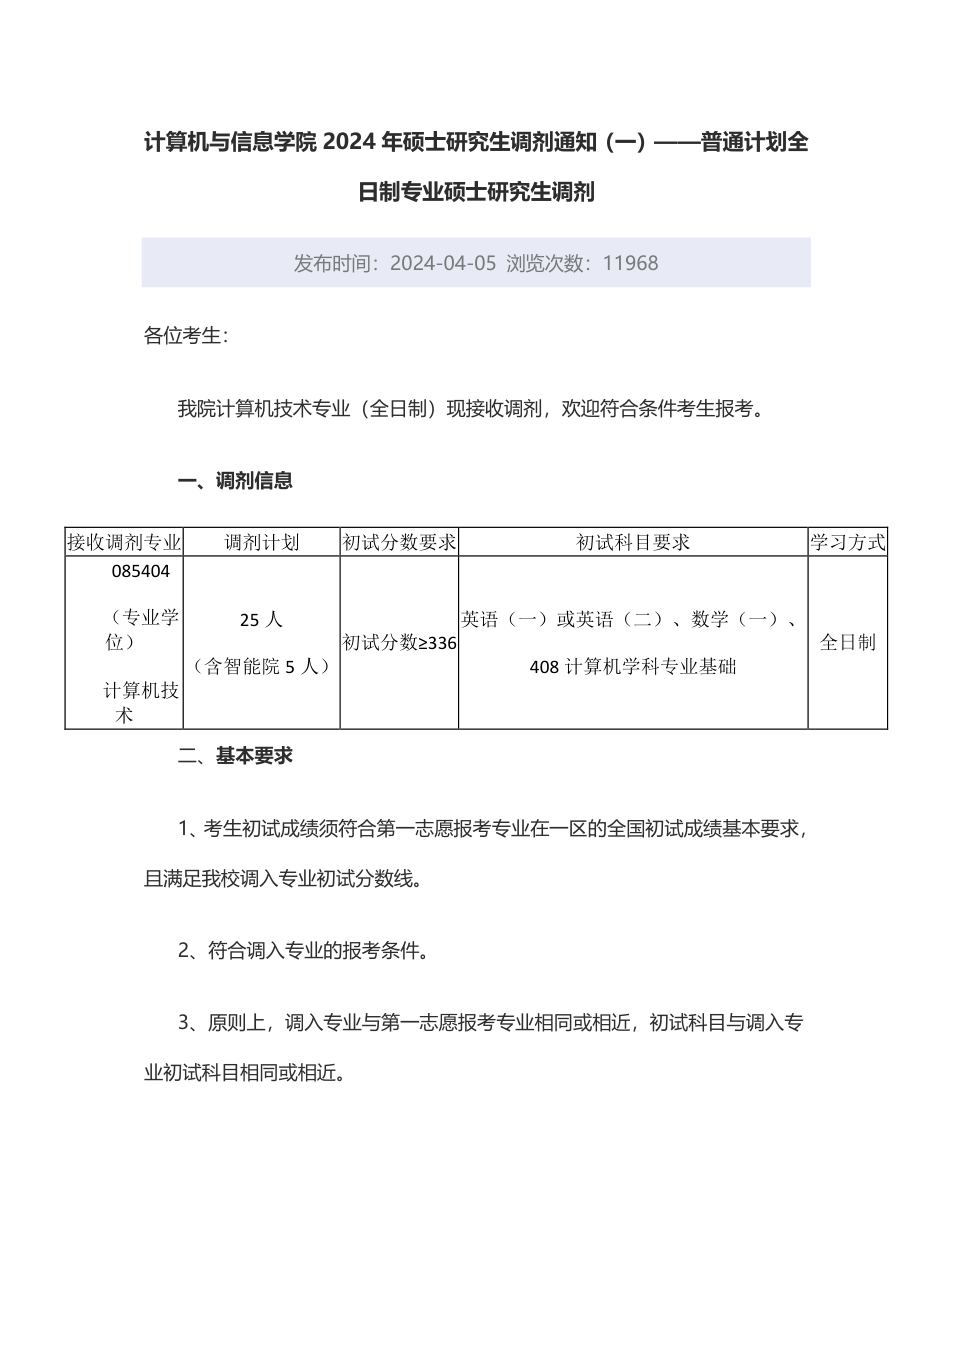 计算机与信息学院 2024 年硕士研究生调剂通知（一）——普通计划全
日制专业硕士研究生调剂
发布时间：2024-04-05 浏览次数：11968
各位考生：
我院计算机技术专业（全日制）现接收调剂，欢迎符合条件考生报考。
一、调剂信息
接收调剂专业 调剂计划 初试分数要求 初试科目要求 学习方式
085404
（专业学
位）
计算机技
术
25 人
（含智能院 5 人）
初试分数≥336
英语（一）或英语（二）、数学（一）、
408 计算机学科专业基础
全日制
二、基本要求
1、考生初试成绩须符合第一志愿报考专业在一区的全国初试成绩基本要求，
且满足我校调入专业初试分数线。
2、符合调入专业的报考条件。
3、原则上，调入专业与第一志愿报考专业相同或相近，初试科目与调入专
业初试科目相同或相近。